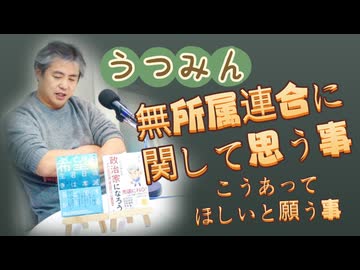 うつみん
無所属連合に
関して思う事
こうあって
ほしいと願う事
政治家になろう